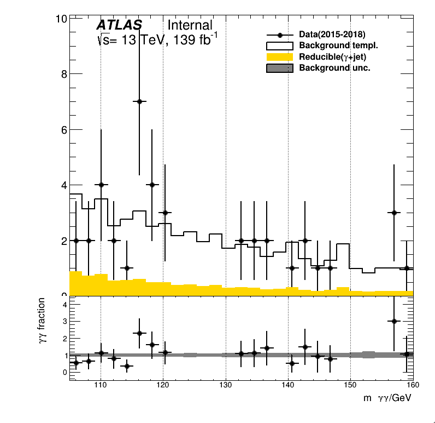 ATLAS Internal
√s= 13 TeV, 139 fb⁻¹
Data(2015-2018)
Background templ.
Reducible(γ+jet)
Background unc.
10
8
6
4
2
0
γγ fraction
4
3
2
1
0
110 120 130 140 150 160
m γγ/GeV